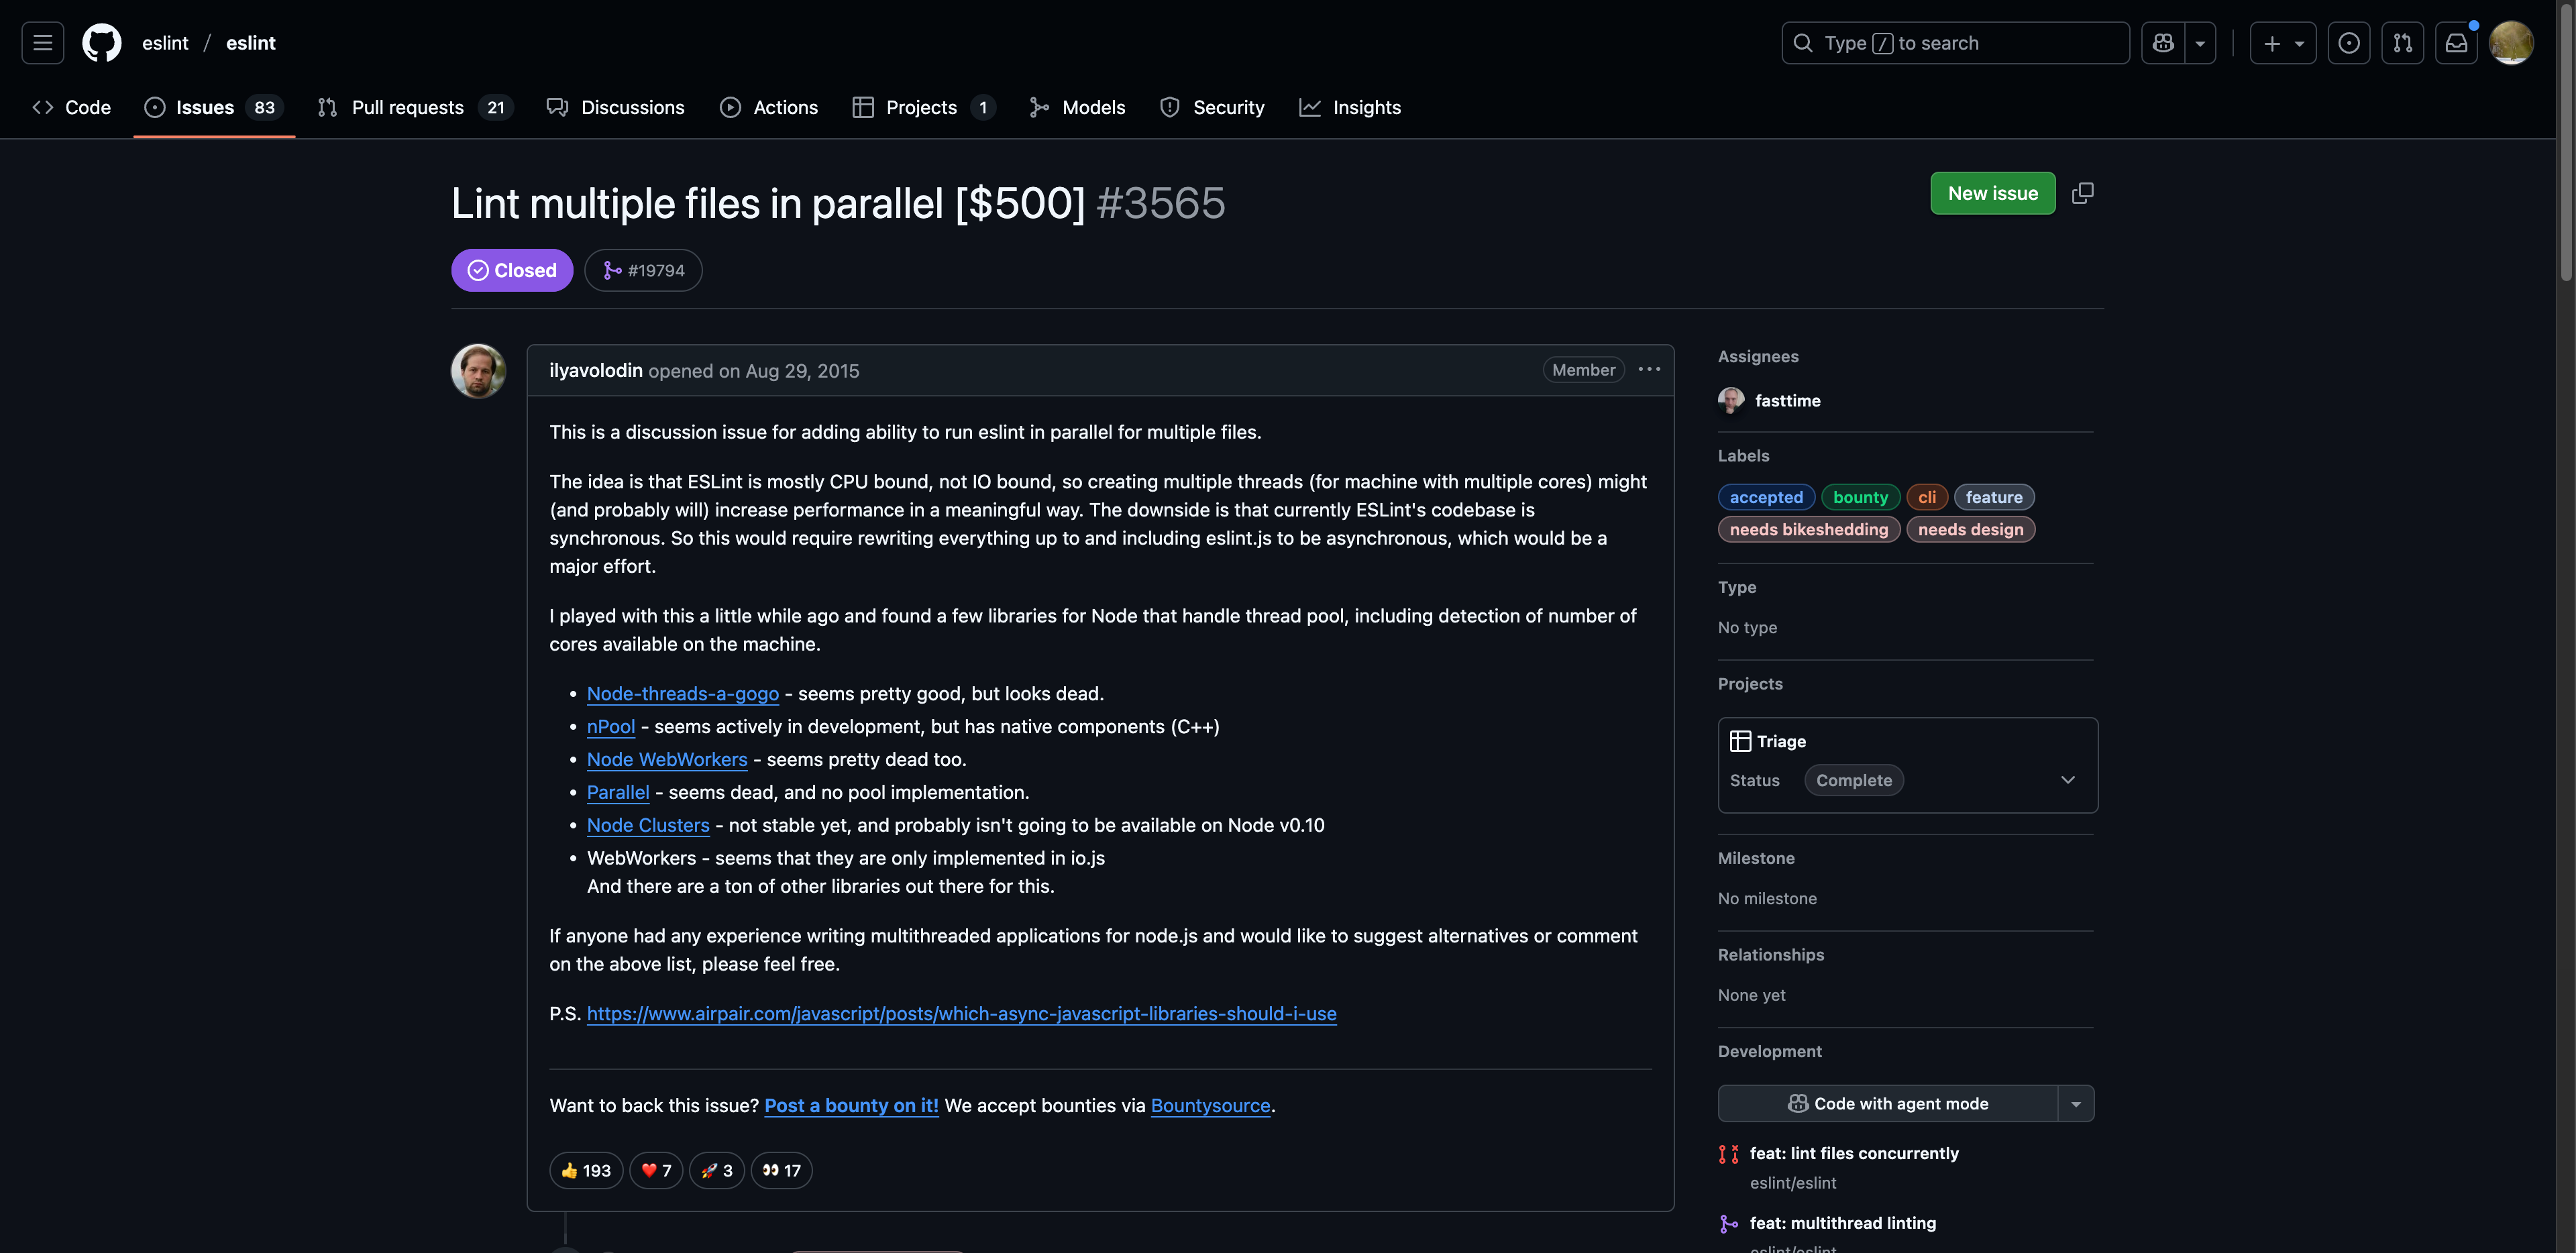 eslint / eslint
Type / to search
Code
Issues 83
Pull requests 21
Discussions
Actions
Projects 1
Models
Security
Insights
Lint multiple files in parallel [$500] #3565
New issue
Closed
#19794
ilyavolodin opened on Aug 29, 2015
Member
This is a discussion issue for adding ability to run eslint in parallel for multiple files.
The idea is that ESLint is mostly CPU bound, not IO bound, so creating multiple threads (for machine with multiple cores) might
(and probably will) increase performance in a meaningful way. The downside is that currently ESLint's codebase is
synchronous. So this would require rewriting everything up to and including eslint.js to be asynchronous, which would be a
major effort.
I played with this a little while ago and found a few libraries for Node that handle thread pool, including detection of number of
cores available on the machine.
• Node-threads-a-gogo - seems pretty good, but looks dead.
• nPool - seems actively in development, but has native components (C++)
• Node WebWorkers - seems pretty dead too.
• Parallel - seems dead, and no pool implementation.
• Node Clusters - not stable yet, and probably isn't going to be available on Node v0.10
• WebWorkers - seems that they are only implemented in io.js
And there are a ton of other libraries out there for this.
If anyone had any experience writing multithreaded applications for node.js and would like to suggest alternatives or comment
on the above list, please feel free.
P.S. https://www.airpair.com/javascript/posts/which-async-javascript-libraries-should-i-use
Want to back this issue? Post a bounty on it! We accept bounties via Bountysource.
👍 193 ❤️ 7 🚀 3 👀 17
Assignees
fasttime
Labels
accepted bounty cli feature
needs bikeshedding needs design
Type
No type
Projects
Triage
Status Complete
Milestone
No milestone
Relationships
None yet
Development
Code with agent mode
feat: lint files concurrently
eslint/eslint
feat: multithread linting
eslint/eslint